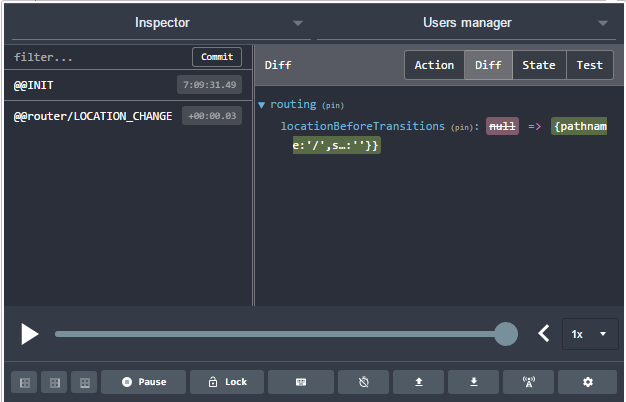 Inspector Users manager
filter... Commit Diff Action Diff State Test
@@INIT 7:09:31.49
@@router/LOCATION_CHANGE +00:00.03
routing (pin)
locationBeforeTransitions (pin): null => {pathnam
e:'/',s…:''}}
1x
Pause Lock